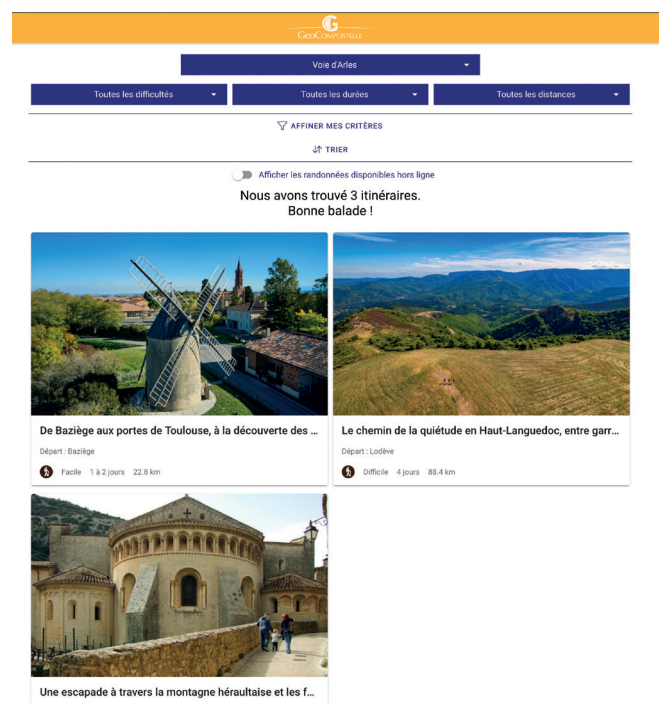 GeoCompostelle
Voie d'Arles
Toutes les difficultés
Toutes les durées
Toutes les distances
AFFINER MES CRITÈRES
TRIER
Afficher les randonnées disponibles hors ligne
Nous avons trouvé 3 itinéraires.
Bonne balade !
De Baziège aux portes de Toulouse, à la découverte des ...
Départ : Baziège
Facile 1 à 2 jours 22.8 km
Le chemin de la quiétude en Haut-Languedoc, entre garr...
Départ : Lodève
Difficile 4 jours 88.4 km
Une escapade à travers la montagne héraultaise et les f...